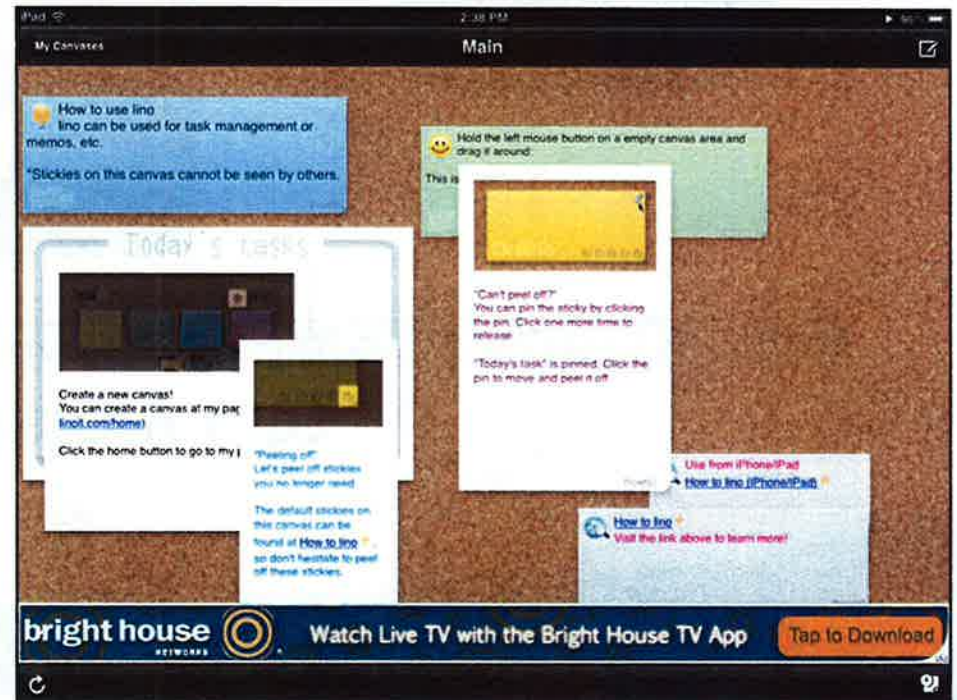 iPad
2:38 PM
My Canvases
Main
How to use lino
lino can be used for task management or
memos, etc.
*Stickies on this canvas cannot be seen by others.
Hold the left mouse button on a empty canvas area and
drag it around.
This is
Today's tasks
Create a new canvas!
You can create a canvas at my pag
linoit.com/home)
Click the home button to go to my p
"Peeling off"
Let's peel off stickies
you no longer need
The default stickies on
this canvas can be
found at How to lino ,
so don't hesitate to peel
off these stickies.
"Can't peel off?"
You can pin the sticky by clicking
the pin. Click one more time to
release
"Today's task" is pinned. Click the
pin to move and peel it off
Use from iPhone/iPad
How to lino (iPhone/iPad)
How to lino
Visit the link above to learn more!
bright house
NETWORKS
Watch Live TV with the Bright House TV App
Tap to Download